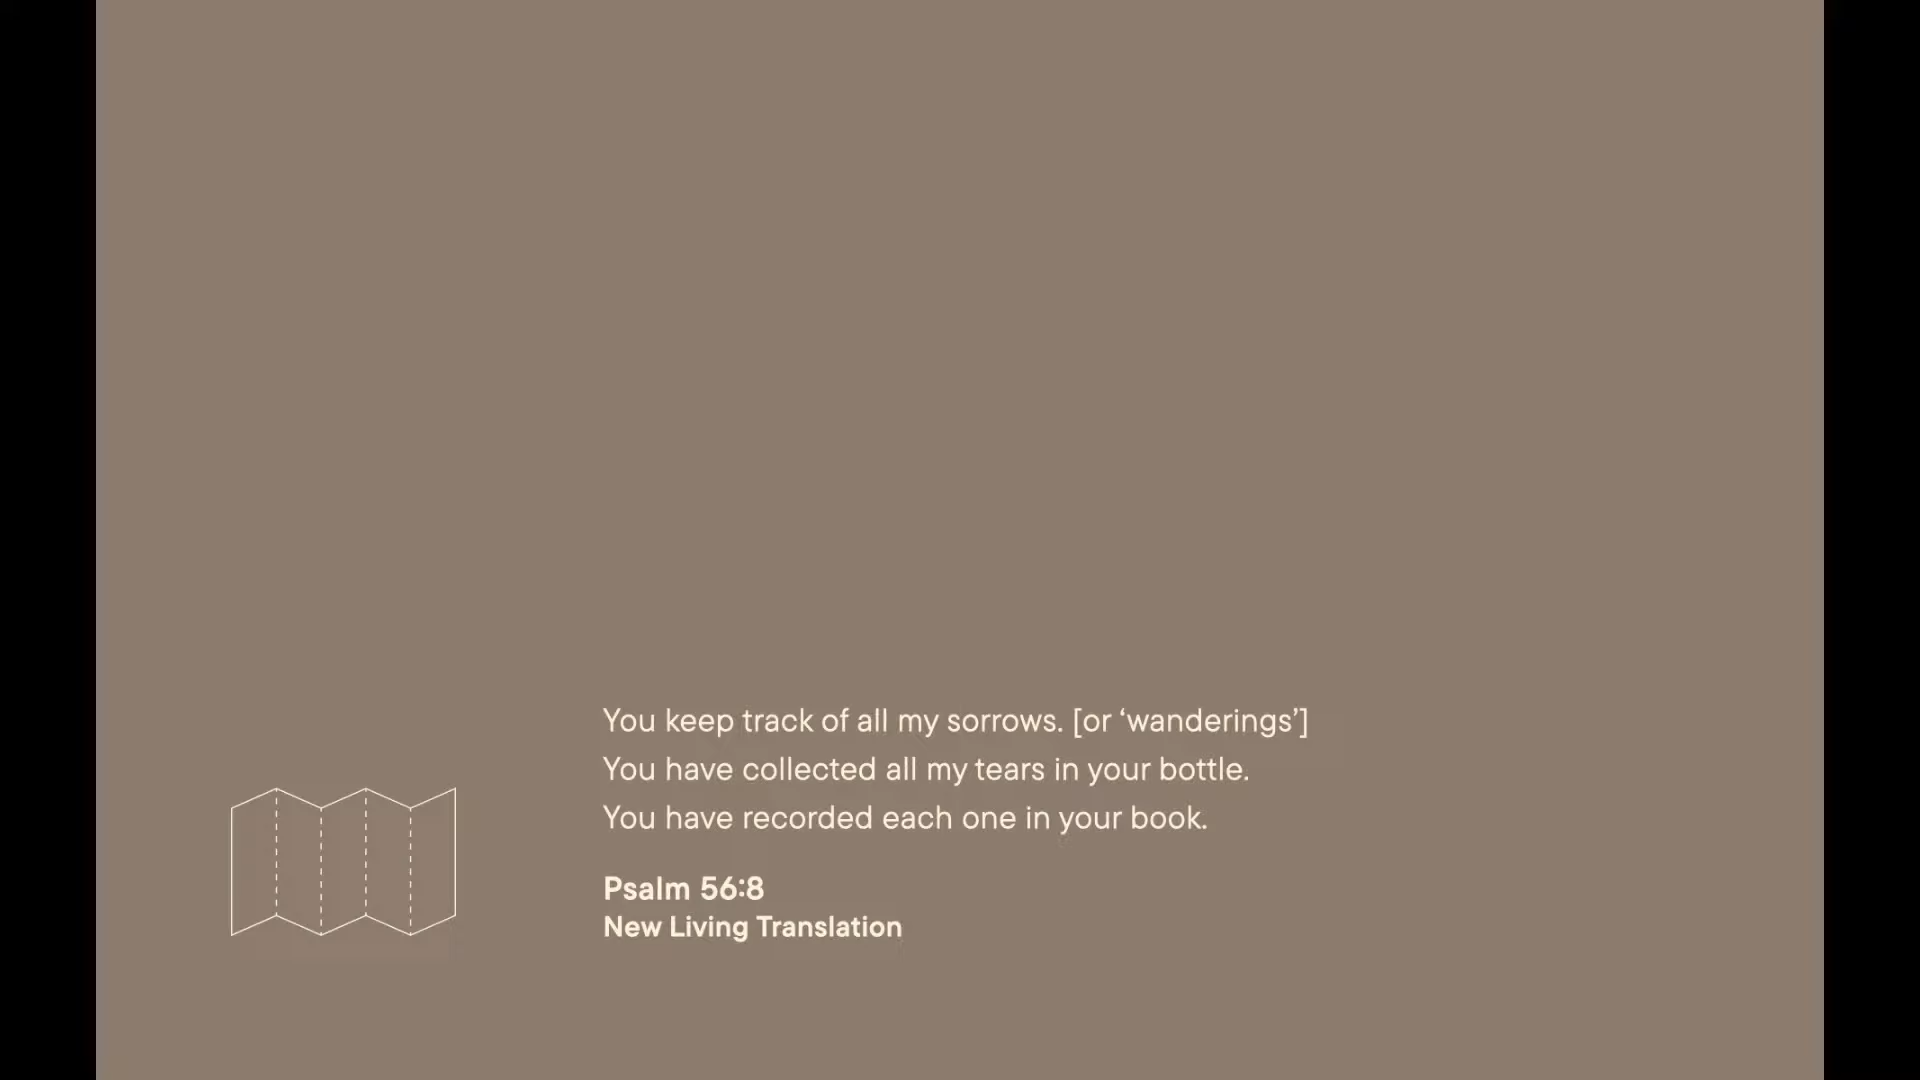 You keep track of all my sorrows. [or ‘wanderings’]
You have collected all my tears in your bottle.
You have recorded each one in your book.
Psalm 56:8
New Living Translation